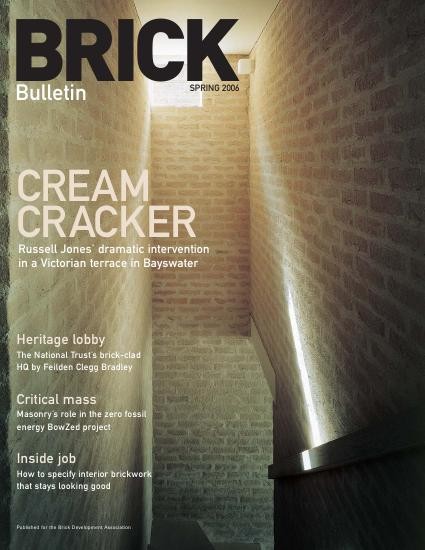 BRICK
Bulletin
SPRING 2006
CREAM
CRACKER
Russell Jones' dramatic intervention
in a Victorian terrace in Bayswater
Heritage lobby
The National Trust's brick-clad
HQ by Feilden Clegg Bradley
Critical mass
Masonry's role in the zero fossil
energy BowZed project
Inside job
How to specify interior brickwork
that stays looking good
Published for the Brick Development Association